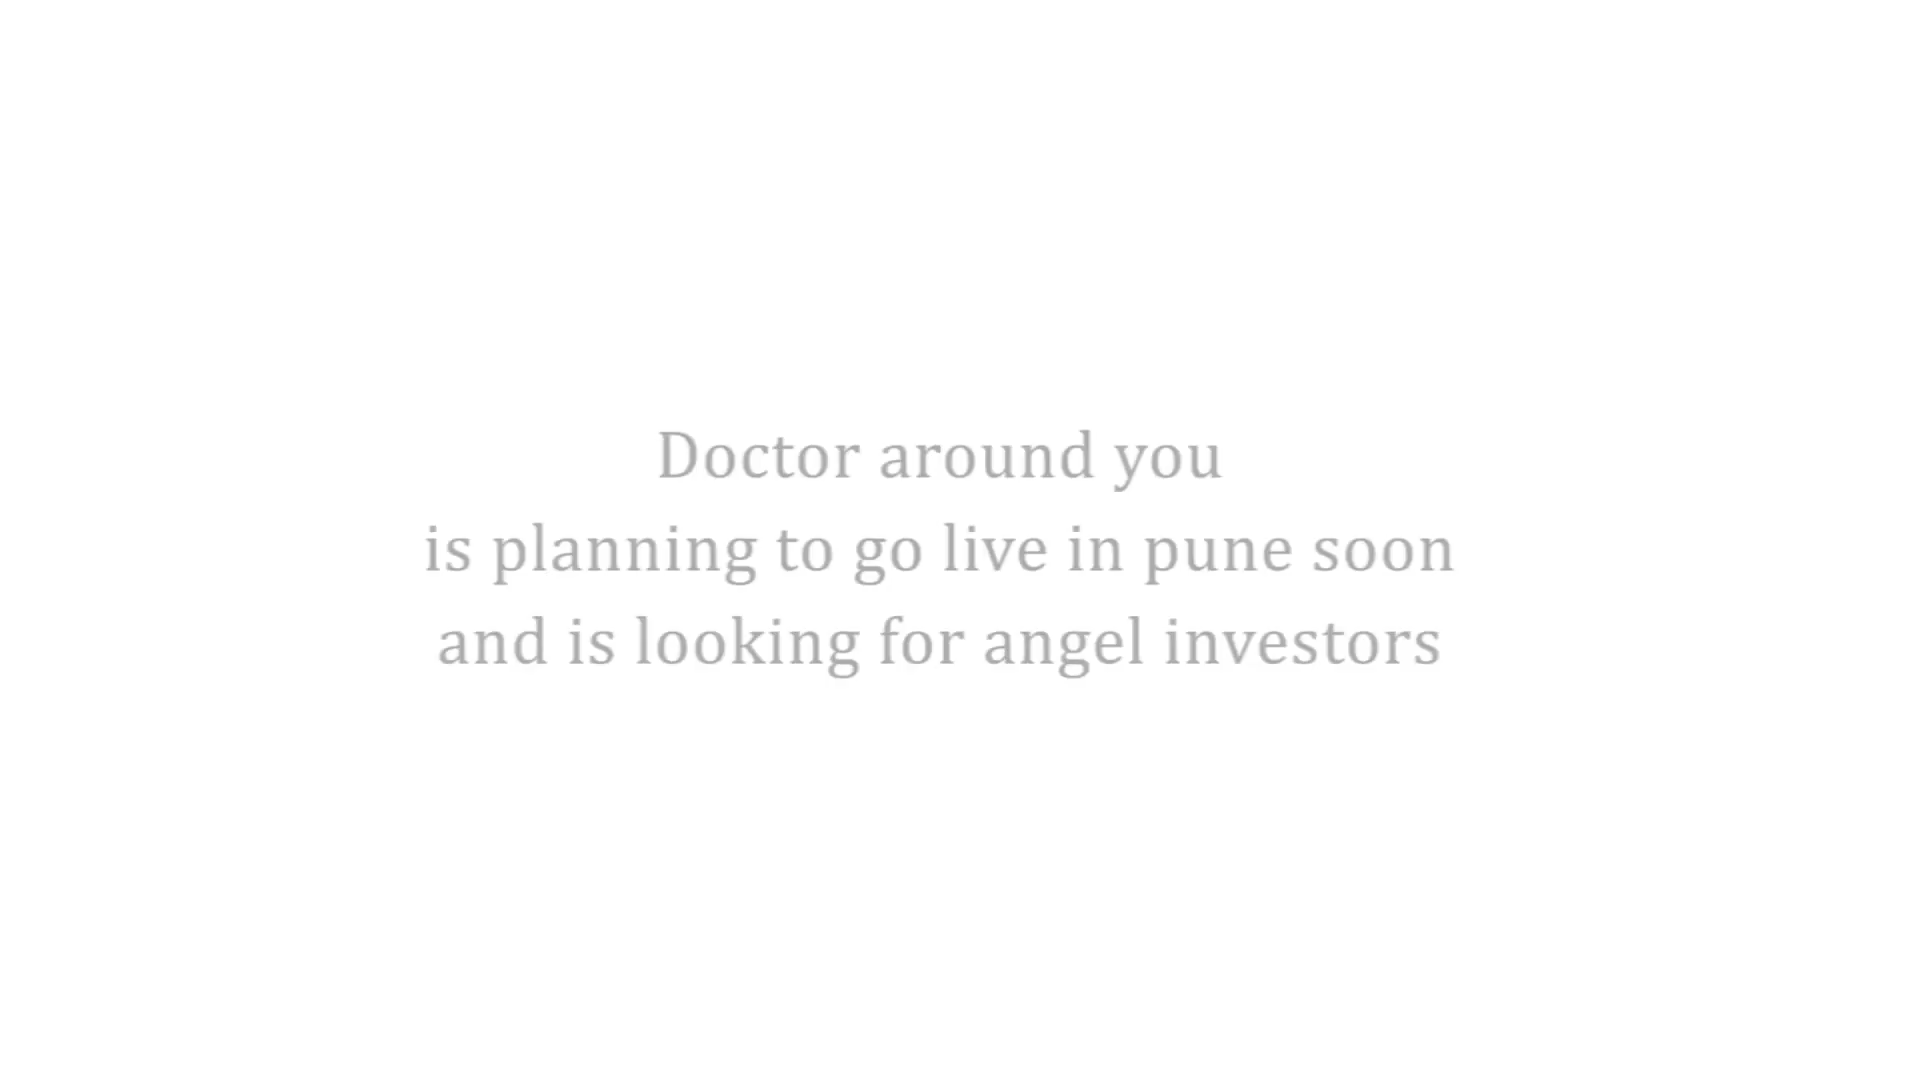 Doctor around you
is planning to go live in pune soon
and is looking for angel investors